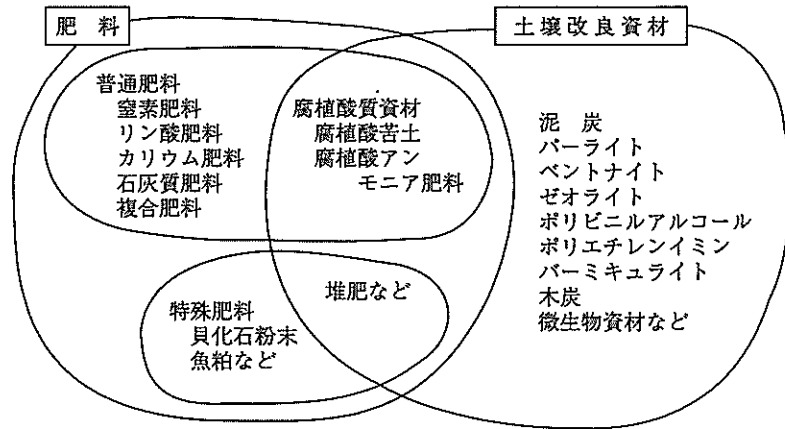 肥料
土壌改良資材
普通肥料
窒素肥料
リン酸肥料
カリウム肥料
石灰質肥料
複合肥料
腐植酸質資材
腐植酸苦土
腐植酸アン
モニア肥料
特殊肥料
貝化石粉末
魚粕など
堆肥など
泥炭
パーライト
ベントナイト
ゼオライト
ポリビニルアルコール
ポリエチレンイミン
バーミキュライト
木炭
微生物資材など